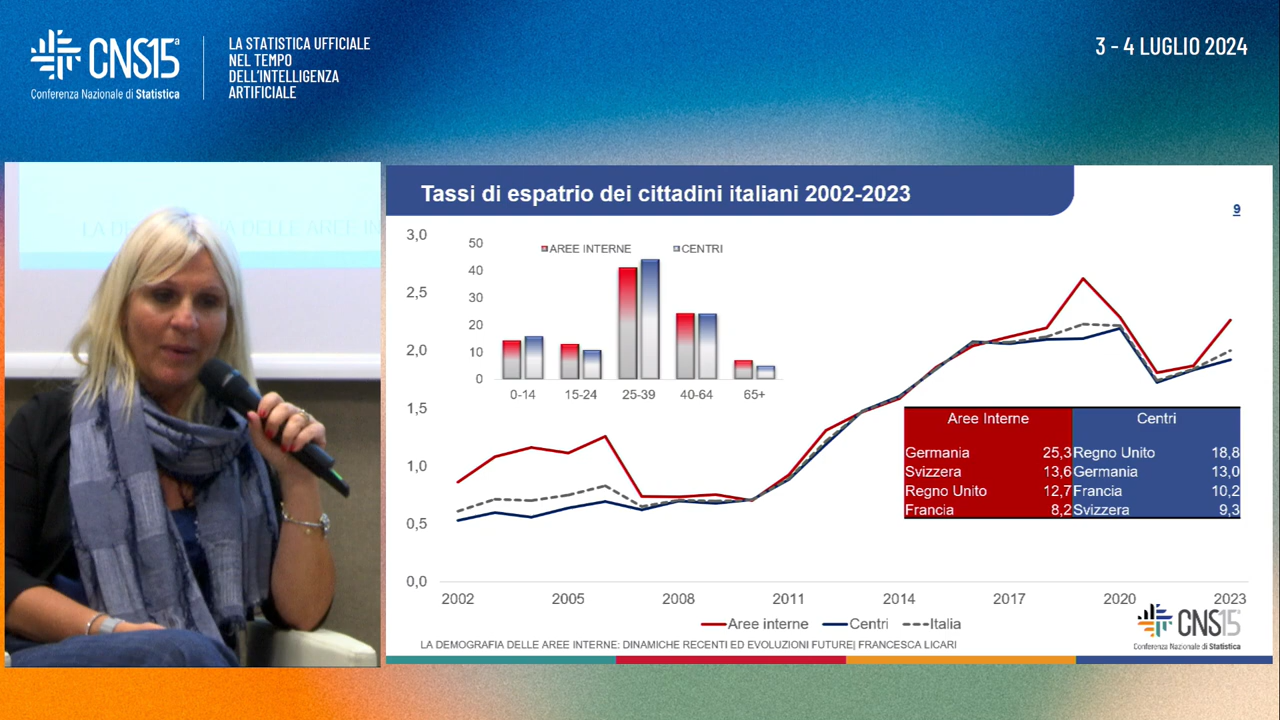 CNS15ª
Conferenza Nazionale di Statistica
LA STATISTICA UFFICIALE
NEL TEMPO
DELL'INTELLIGENZA
ARTIFICIALE
3 - 4 LUGLIO 2024
Tassi di espatrio dei cittadini italiani 2002-2023
9
3,0
2,5
2,0
1,5
1,0
0,5
0,0
50
40
30
20
10
0
AREE INTERNE CENTRI
0-14 15-24 25-39 40-64 65+
Aree Interne Centri
Germania 25,3 Regno Unito 18,8
Svizzera 13,6 Germania 13,0
Regno Unito 12,7 Francia 10,2
Francia 8,2 Svizzera 9,3
2002 2005 2008 2011 2014 2017 2020 2023
Aree interne Centri Italia
LA DEMOGRAFIA DELLE AREE INTERNE: DINAMICHE RECENTI ED EVOLUZIONI FUTURE| FRANCESCA LICARI
CNS15ª
Conferenza Nazionale di Statistica